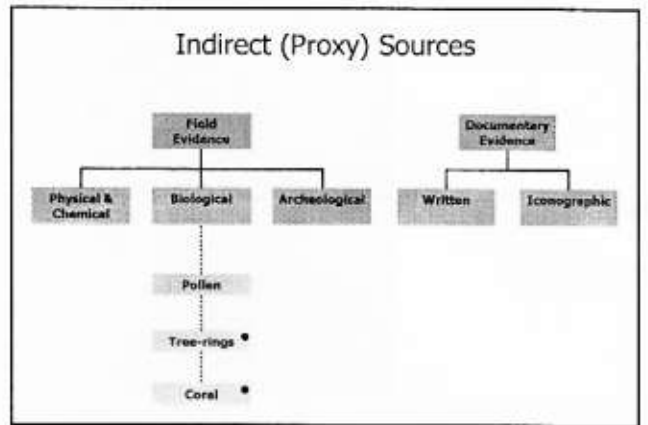 Indirect (Proxy) Sources
Field
Evidence
Documentary
Evidence
Physical &
Chemical
Biological
Archeological
Written
Iconographic
Pollen
Tree-rings
Coral